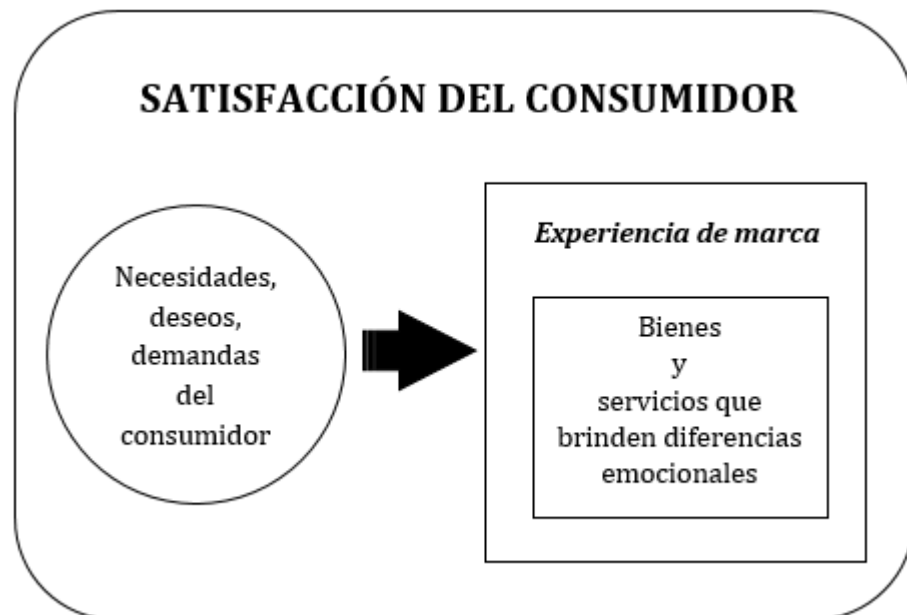 SATISFACCIÓN DEL CONSUMIDOR
Necesidades,
deseos,
demandas
del
consumidor
Experiencia de marca
Bienes
y
servicios que
brinden diferencias
emocionales